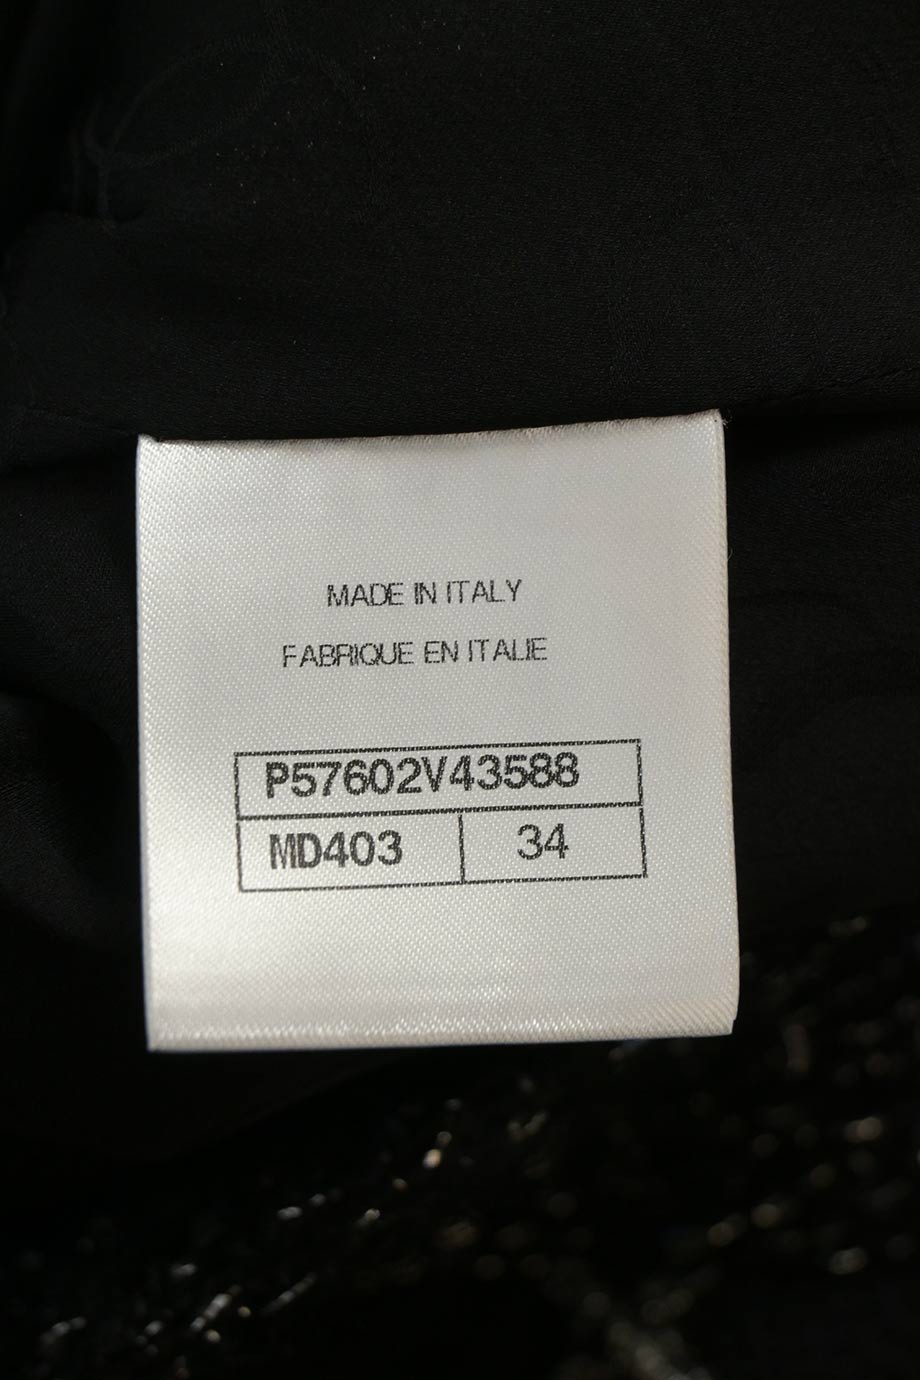 MADE IN ITALY
FABRIQUE EN ITALIE
P57602V43588
MD403 34